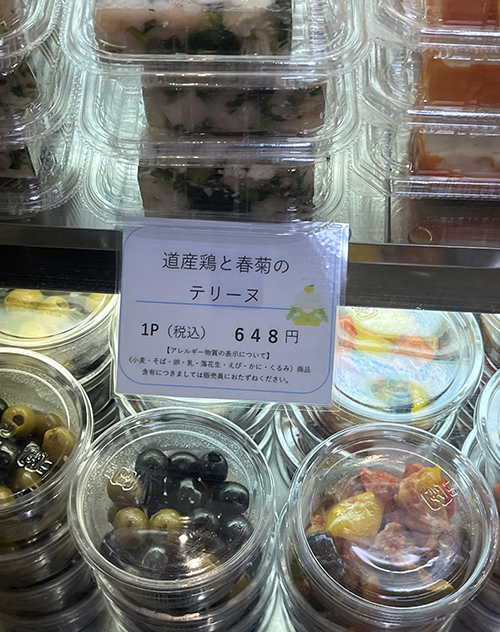 道産鶏と春菊の
テリーヌ
1P（税込） 648円
【アレルギー物質の表示について】
（小麦・そば・卵・乳・落花生・えび・かに・くるみ）商品
含有につきましては販売員におたずねください。